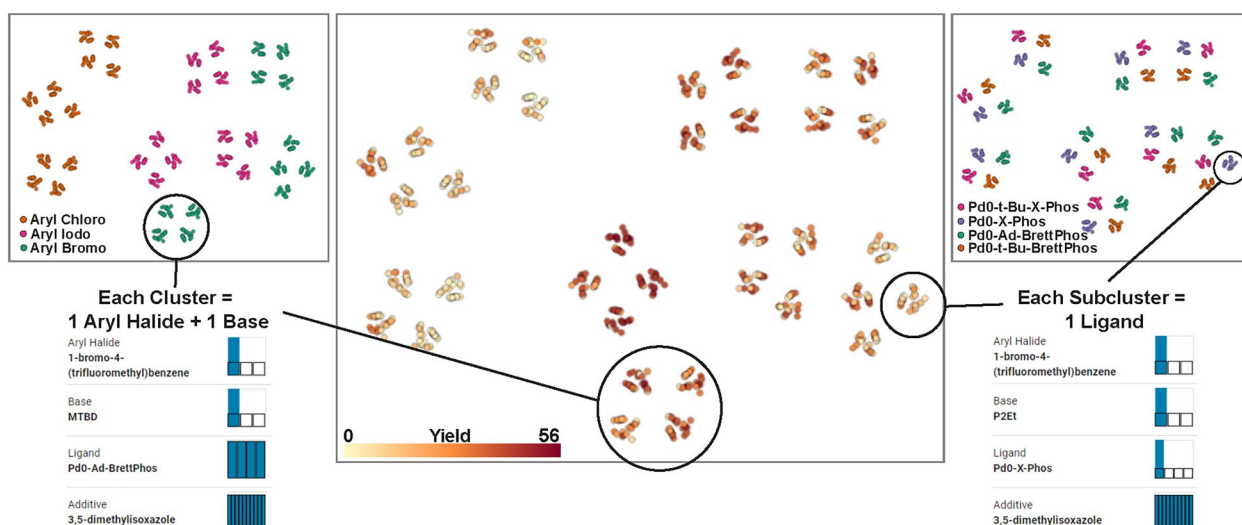 Aryl Chloro
Aryl Iodo
Aryl Bromo
0 Yield 56
Pd0-t-Bu-X-Phos
Pd0-X-Phos
Pd0-Ad-BrettPhos
Pd0-t-Bu-BrettPhos
Each Cluster =
1 Aryl Halide + 1 Base
Aryl Halide
1-bromo-4-
(trifluoromethyl)benzene
Base
MTBD
Ligand
Pd0-Ad-BrettPhos
Additive
3,5-dimethylisoxazole
Each Subcluster =
1 Ligand
Aryl Halide
1-bromo-4-
(trifluoromethyl)benzene
Base
P2Et
Ligand
Pd0-X-Phos
Additive
3,5-dimethylisoxazole